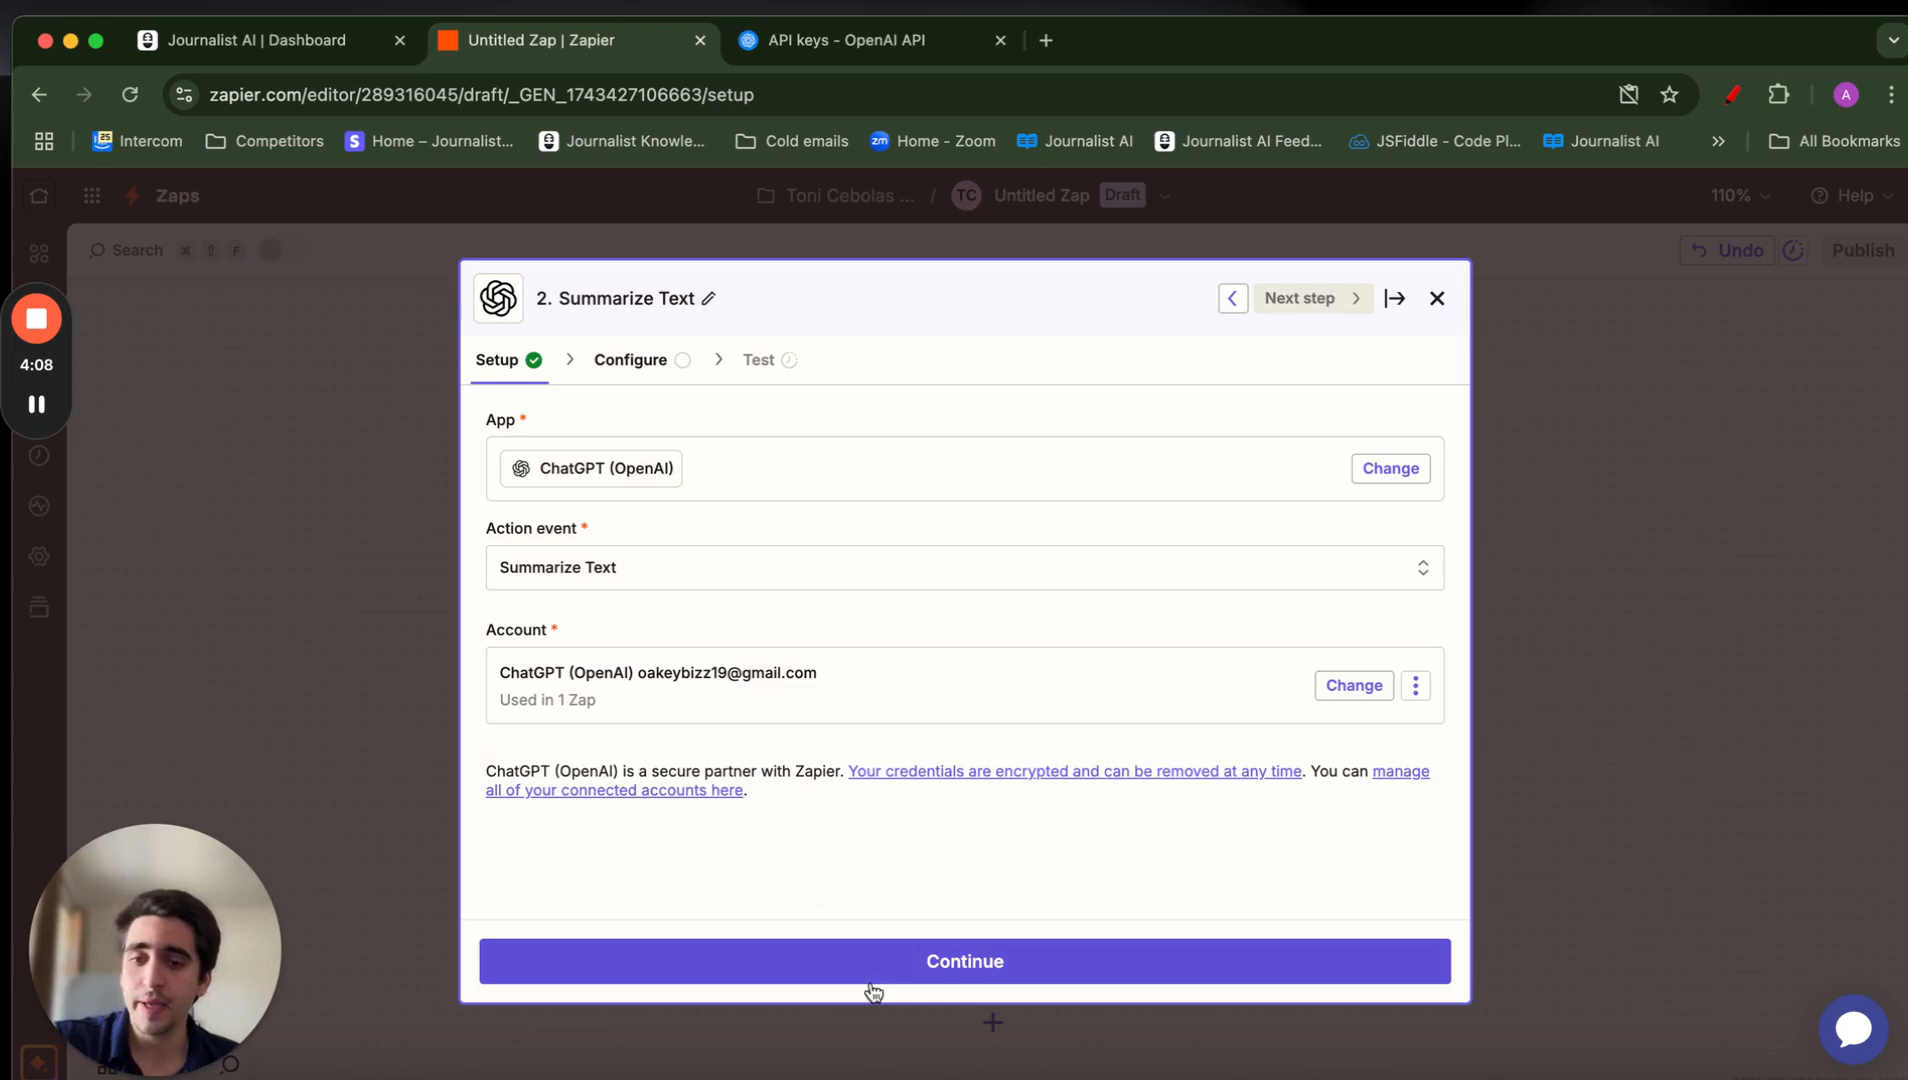 Journalist AI | Dashboard
Untitled Zap | Zapier
API keys - OpenAI API
zapier.com/editor/289316045/draft/_GEN_1743427106663/setup
A
25
Intercom
Competitors
S
Home – Journalist...
Journalist Knowle...
Cold emails
zm
Home - Zoom
Journalist AI
Journalist AI Feed...
JSFiddle - Code Pl...
Journalist AI
All Bookmarks
Zaps
Toni Cebolas ...
/
TC
Untitled Zap
Draft
110%
Help
Search
⌘ ⇧ F
Undo
Publish
2. Summarize Text
Next step
4:08
Setup
Configure
Test
App *
ChatGPT (OpenAI)
Change
Action event *
Summarize Text
Account *
ChatGPT (OpenAI) oakeybizz19@gmail.com
Used in 1 Zap
Change
ChatGPT (OpenAI) is a secure partner with Zapier. Your credentials are encrypted and can be removed at any time. You can manage
all of your connected accounts here.
Continue